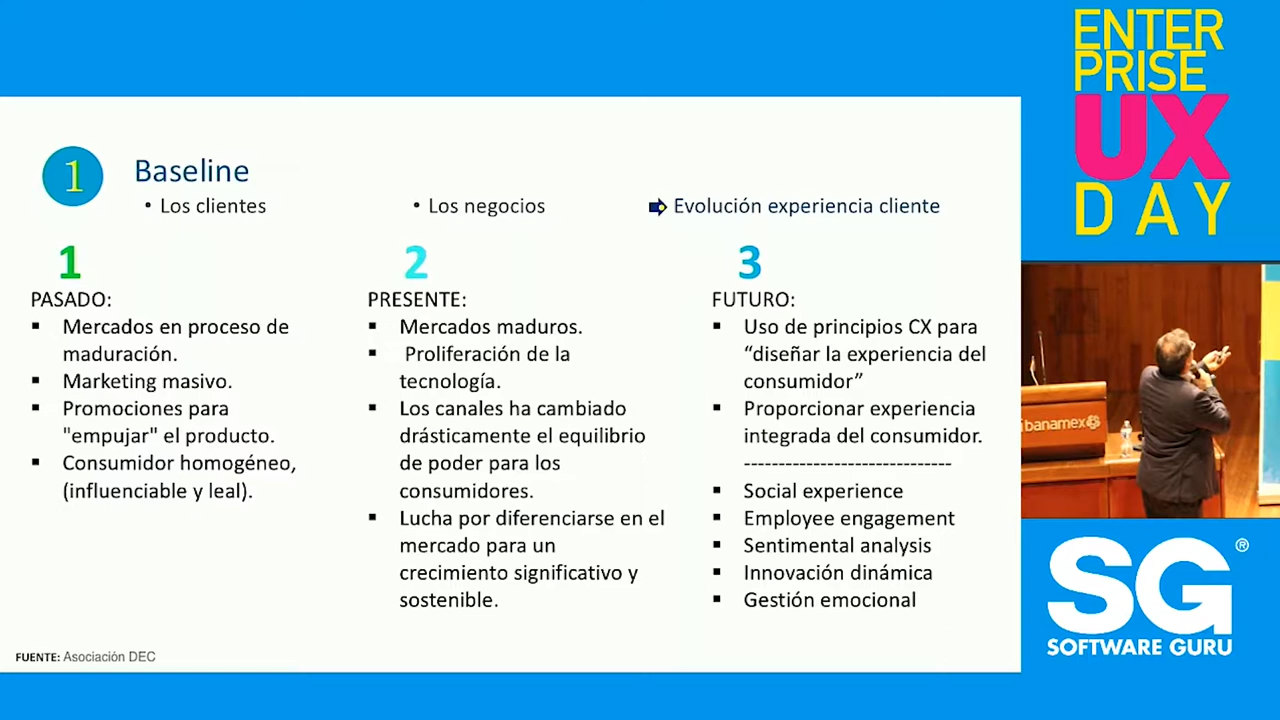 ENTER
PRISE
UX
DAY
1
Baseline
• Los clientes
• Los negocios
Evolución experiencia cliente
1
PASADO:
▪ Mercados en proceso de
maduración.
▪ Marketing masivo.
▪ Promociones para
"empujar" el producto.
▪ Consumidor homogéneo,
(influenciable y leal).
2
PRESENTE:
▪ Mercados maduros.
▪ Proliferación de la
tecnología.
▪ Los canales ha cambiado
drásticamente el equilibrio
de poder para los
consumidores.
▪ Lucha por diferenciarse en el
mercado para un
crecimiento significativo y
sostenible.
3
FUTURO:
▪ Uso de principios CX para
“diseñar la experiencia del
consumidor”
▪ Proporcionar experiencia
integrada del consumidor.
------------------------------
▪ Social experience
▪ Employee engagement
▪ Sentimental analysis
▪ Innovación dinámica
▪ Gestión emocional
FUENTE: Asociación DEC
banamex
SG®
SOFTWARE GURU